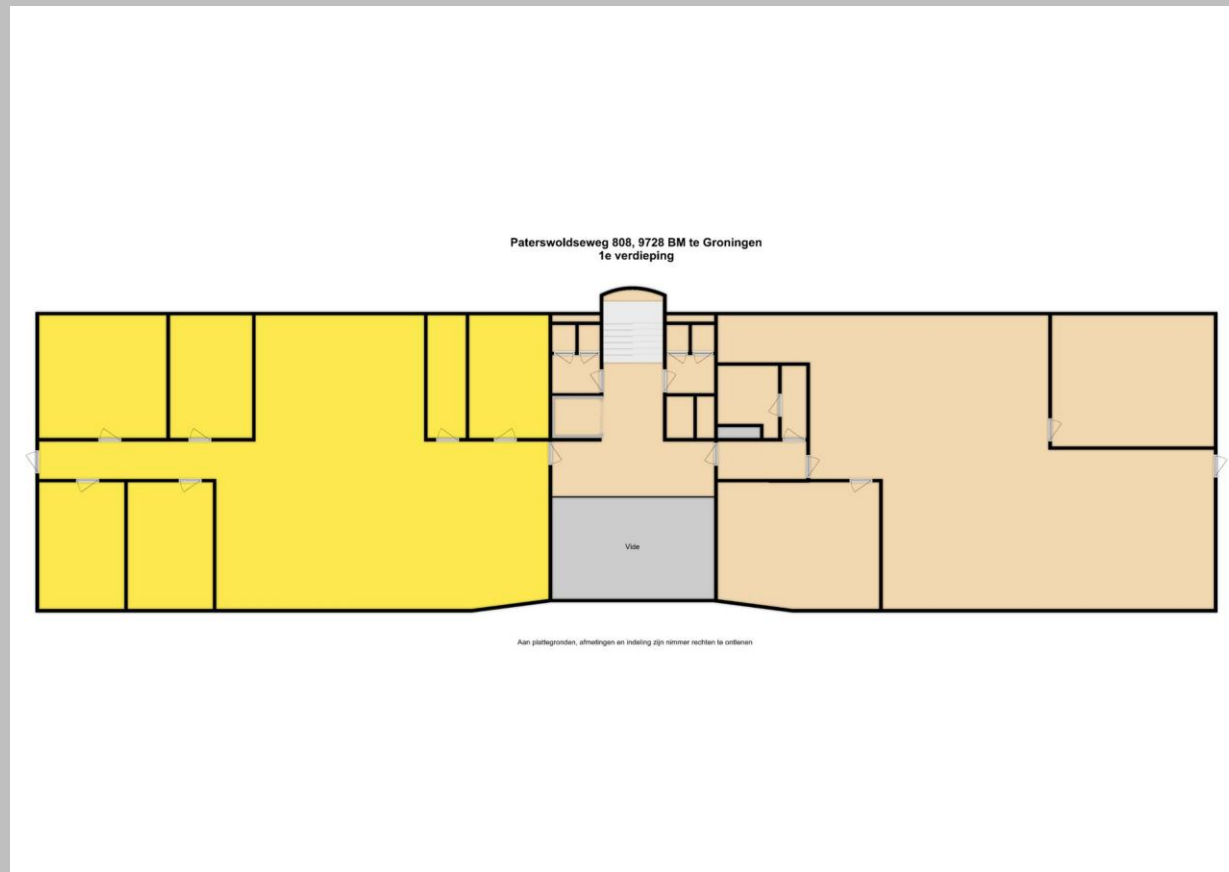 Paterswoldseweg 808, 9728 BM te Groningen
1e verdieping
Vide
Aan plattegronden, afmetingen en indeling zijn nimmer rechten te ontlenen